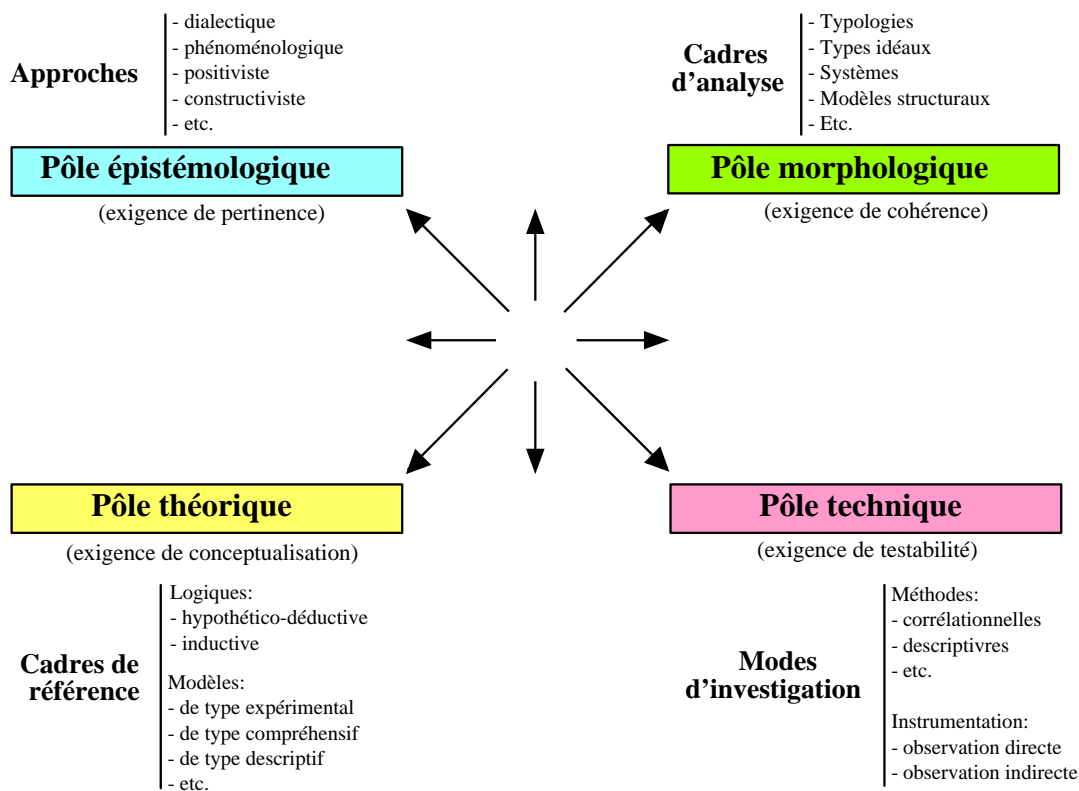 Approches
- dialectique
- phénoménologique
- positiviste
- constructiviste
- etc.
Pôle épistémologique
(exigence de pertinence)
Cadres
d’analyse
- Typologies
- Types idéaux
- Systèmes
- Modèles structuraux
- Etc.
Pôle morphologique
(exigence de cohérence)
Pôle théorique
(exigence de conceptualisation)
Cadres de
référence
Logiques:
- hypothético-déductive
- inductive
Modèles:
- de type expérimental
- de type compréhensif
- de type descriptif
- etc.
Pôle technique
(exigence de testabilité)
Modes
d'investigation
Méthodes:
- corrélationnelles
- descriptivres
- etc.
Instrumentation:
- observation directe
- observation indirecte